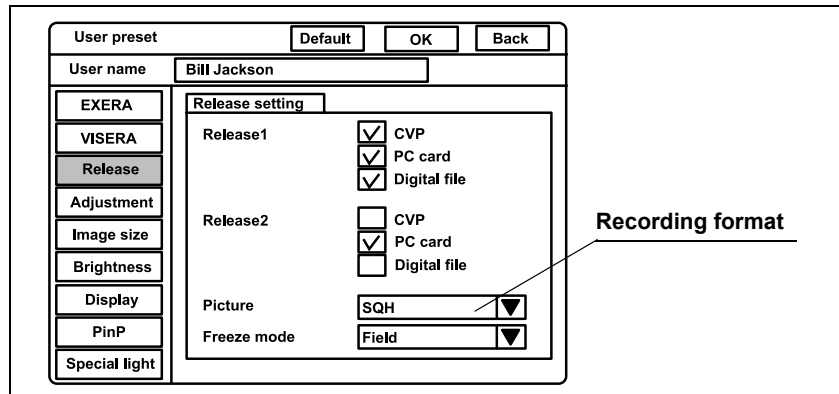 User preset Default OK Back
User name Bill Jackson
EXERA
VISERA
Release
Adjustment
Image size
Brightness
Display
PinP
Special light
Release setting
Release1 CVP
PC card
Digital file
Release2 CVP
PC card
Digital file
Picture SQH
Freeze mode Field
Recording format